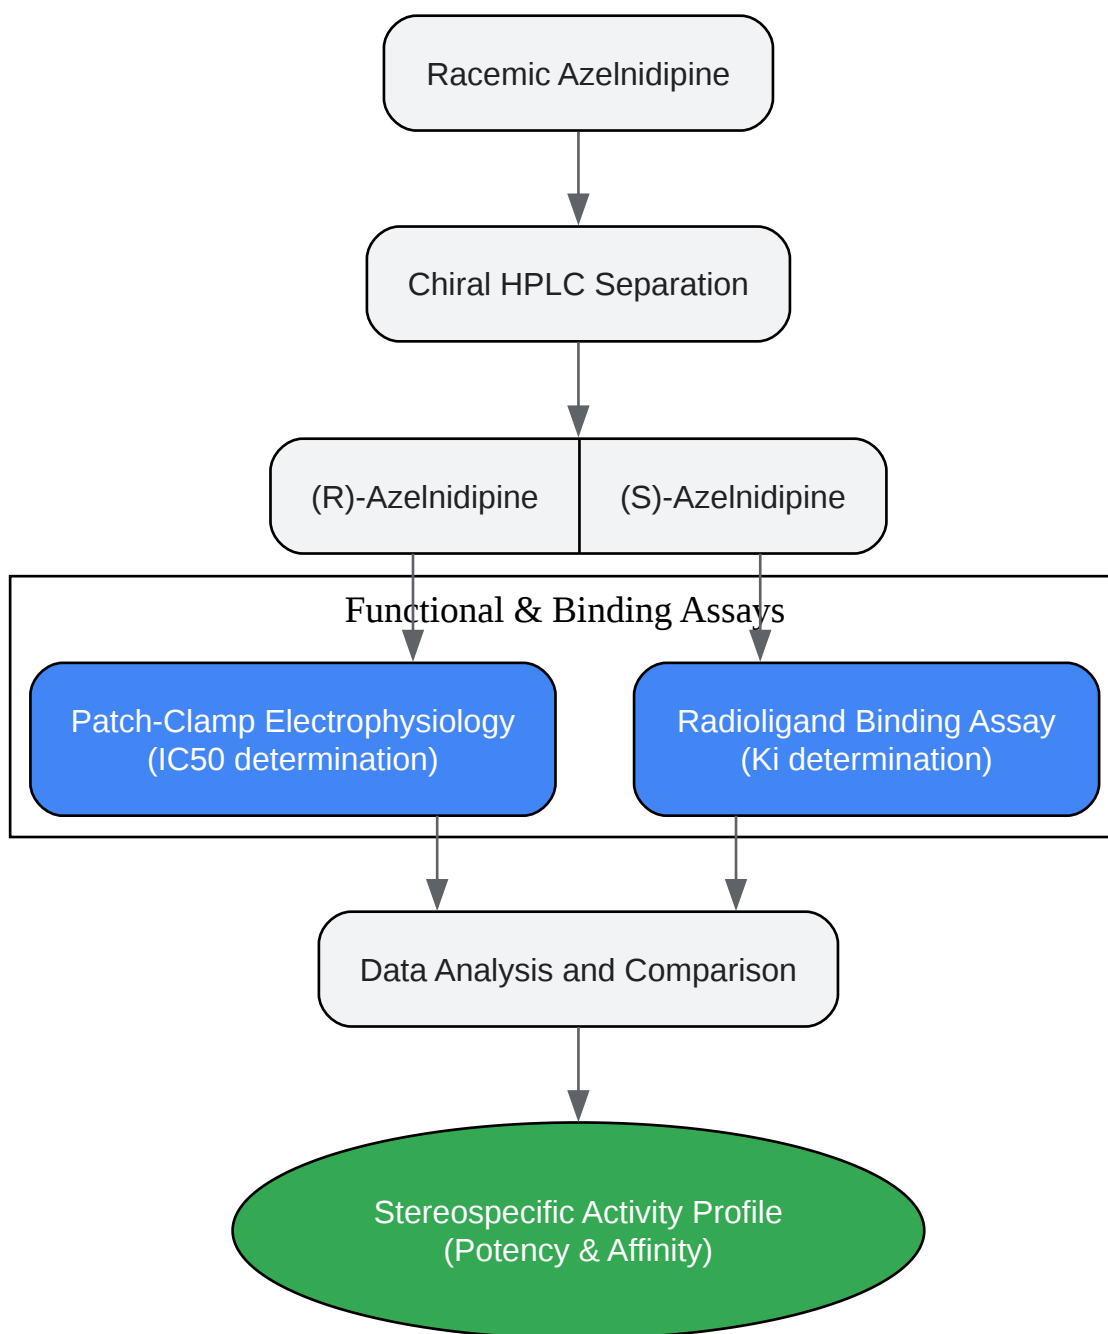 Racemic Azelnidipine
Chiral HPLC Separation
(R)-Azelnidipine
(S)-Azelnidipine
Functional & Binding Assays
Patch-Clamp Electrophysiology
(IC50 determination)
Radioligand Binding Assay
(Ki determination)
Data Analysis and Comparison
Stereospecific Activity Profile
(Potency & Affinity)